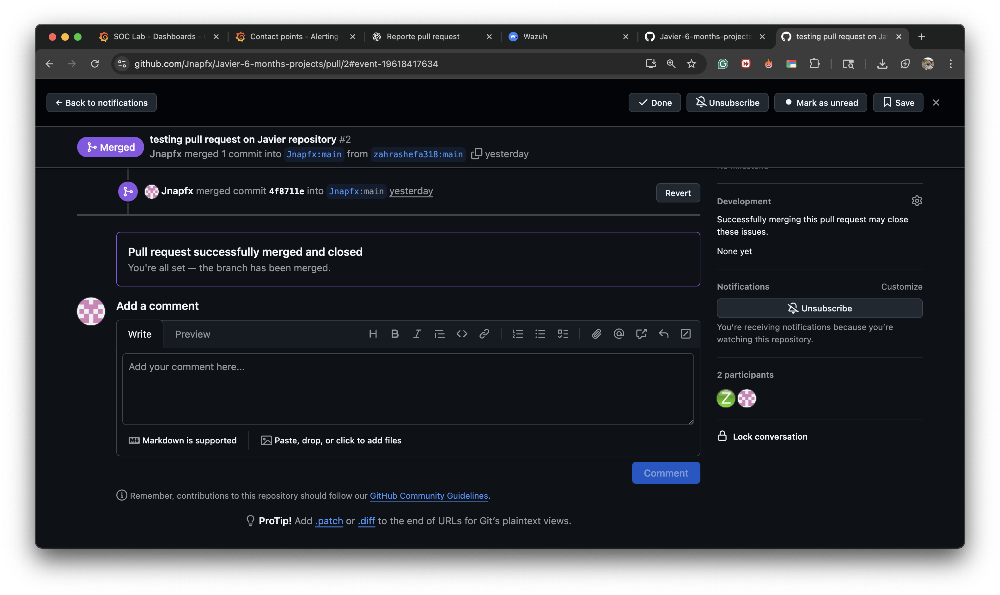 SOC Lab - Dashboards -
Contact points - Alerting
Reporte pull request
Wazuh
Javier-6-months-projects
testing pull request on Ja
github.com/Jnapfx/Javier-6-months-projects/pull/2#event-19618417634
← Back to notifications
Done
Unsubscribe
Mark as unread
Save
Merged
testing pull request on Javier repository #2
Jnapfx merged 1 commit into Jnapfx:main from zahrashefa318:main yesterday
Jnapfx merged commit 4f8711e into Jnapfx:main yesterday
Revert
Pull request successfully merged and closed
You're all set — the branch has been merged.
Add a comment
Write
Preview
Add your comment here...
Markdown is supported
Paste, drop, or click to add files
Comment
Remember, contributions to this repository should follow our GitHub Community Guidelines.
ProTip! Add .patch or .diff to the end of URLs for Git's plaintext views.
No milestone
Development
Successfully merging this pull request may close
these issues.
None yet
Notifications
Customize
Unsubscribe
You're receiving notifications because you're
watching this repository.
2 participants
Z
Lock conversation